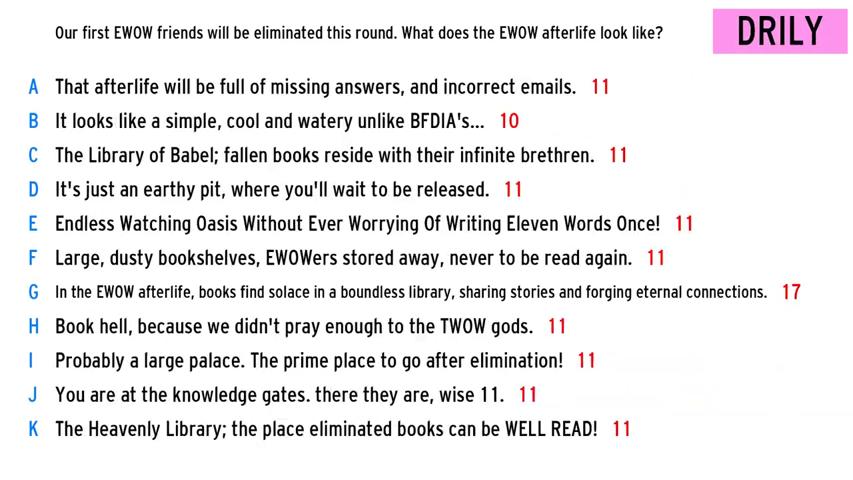 Our first EWOW friends will be eliminated this round. What does the EWOW afterlife look like?
DRILY
A That afterlife will be full of missing answers, and incorrect emails. 11
B It looks like a simple, cool and watery unlike BFDIA's... 10
C The Library of Babel; fallen books reside with their infinite brethren. 11
D It's just an earthy pit, where you'll wait to be released. 11
E Endless Watching Oasis Without Ever Worrying Of Writing Eleven Words Once! 11
F Large, dusty bookshelves, EWOWers stored away, never to be read again. 11
G In the EWOW afterlife, books find solace in a boundless library, sharing stories and forging eternal connections. 17
H Book hell, because we didn't pray enough to the TWOW gods. 11
I Probably a large palace. The prime place to go after elimination! 11
J You are at the knowledge gates. there they are, wise 11. 11
K The Heavenly Library; the place eliminated books can be WELL READ! 11